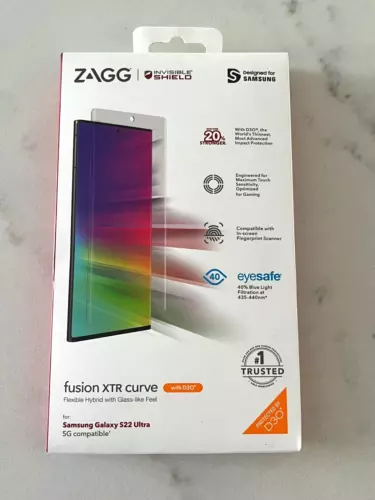 ZAGG INVISIBLE SHIELD
Designed for
SAMSUNG
20%
STRONGER
With D3O®, the
World's Thinnest,
Most Advanced
Impact Protection
Engineered for
Maximum Touch
Sensitivity,
Optimized
for Gaming
Compatible with
In-screen
Fingerprint Scanner
40
eyesafe®
40% Blue Light
Filtration at
435-440nm*
#1
TRUSTED
fusion XTR curve with D3O®
Flexible Hybrid with Glass-like Feel
for:
Samsung Galaxy S22 Ultra
5G compatible
PROTECTED BY
D3O®